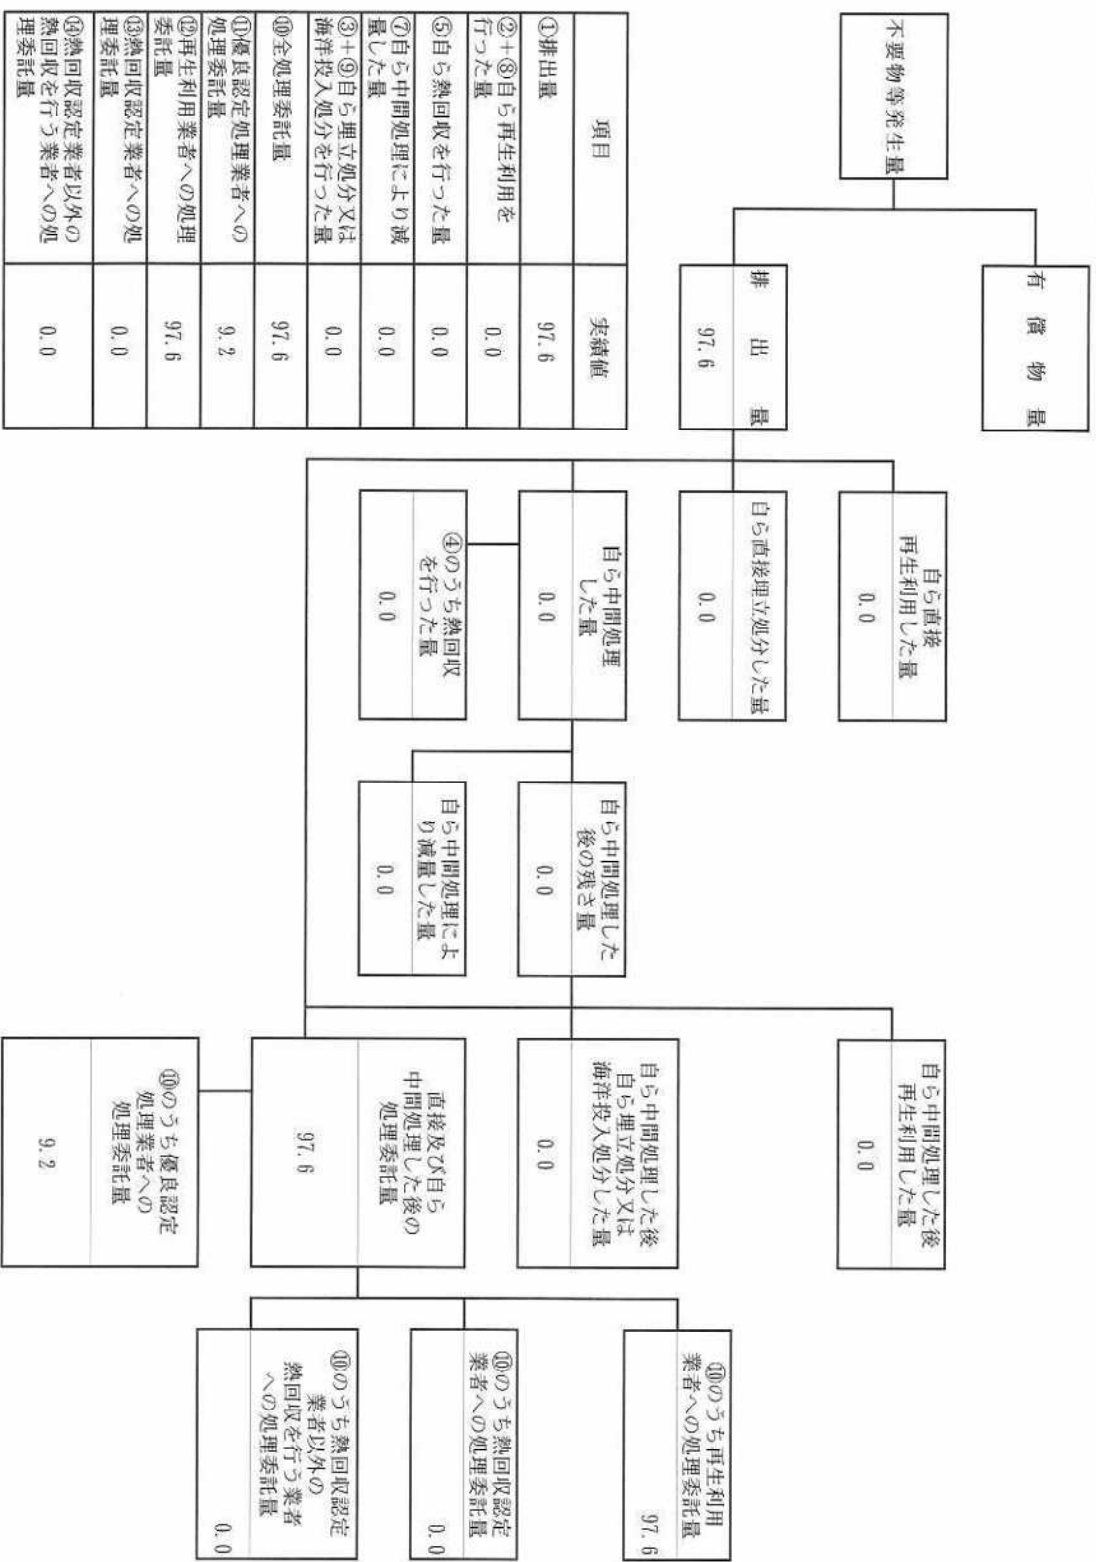 不要物等発生量
有償物量
排出量
97.6
自ら直接
再生利用した量
0.0
自ら直接埋立処分した量
0.0
自ら中間処理
した量
0.0
④のうち熱回収
を行った量
0.0
自ら中間処理した
後の残さ量
0.0
自ら中間処理によ
り減量した量
0.0
自ら中間処理した後
再生利用した量
0.0
自ら中間処理した後
自ら埋立処分又は
海洋投入処分した量
0.0
直接及び自ら
中間処理した後の
処理委託量
97.6
⑩のうち優良認定
処理業者への
処理委託量
9.2
⑩のうち再生利用
業者への処理委託量
97.6
⑩のうち熱回収認定
業者への処理委託量
0.0
⑩のうち熱回収認定
業者以外の
熱回収を行う業者
への処理委託量
0.0
項目 実績値
①排出量 97.6
②+⑧自ら再生利用を
行った量 0.0
⑤自ら熱回収を行った量 0.0
⑦自ら中間処理により減
量した量 0.0
③+⑨自ら埋立処分又は
海洋投入処分を行った量 0.0
⑩全処理委託量 97.6
⑪優良認定処理業者への
処理委託量 9.2
⑫再生利用業者への処理
委託量 97.6
⑬熱回収認定業者への処
理委託量 0.0
⑭熱回収認定業者以外の
熱回収を行う業者への処
理委託量 0.0